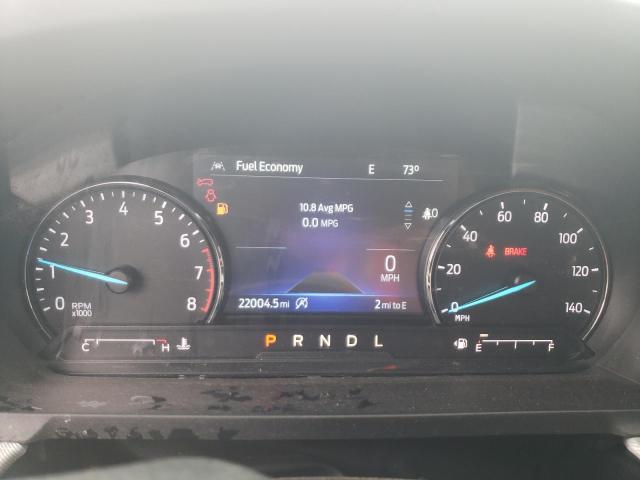 Fuel Economy E 73°
10.8 Avg MPG
0.0 MPG
0
0
MPH
22004.5 mi 2 mi to E
0 1 2 3 4 5 6 7 8
RPM
x1000
0 20 40 60 80 100 120 140
BRAKE
MPH
C H
P R N D L
E F